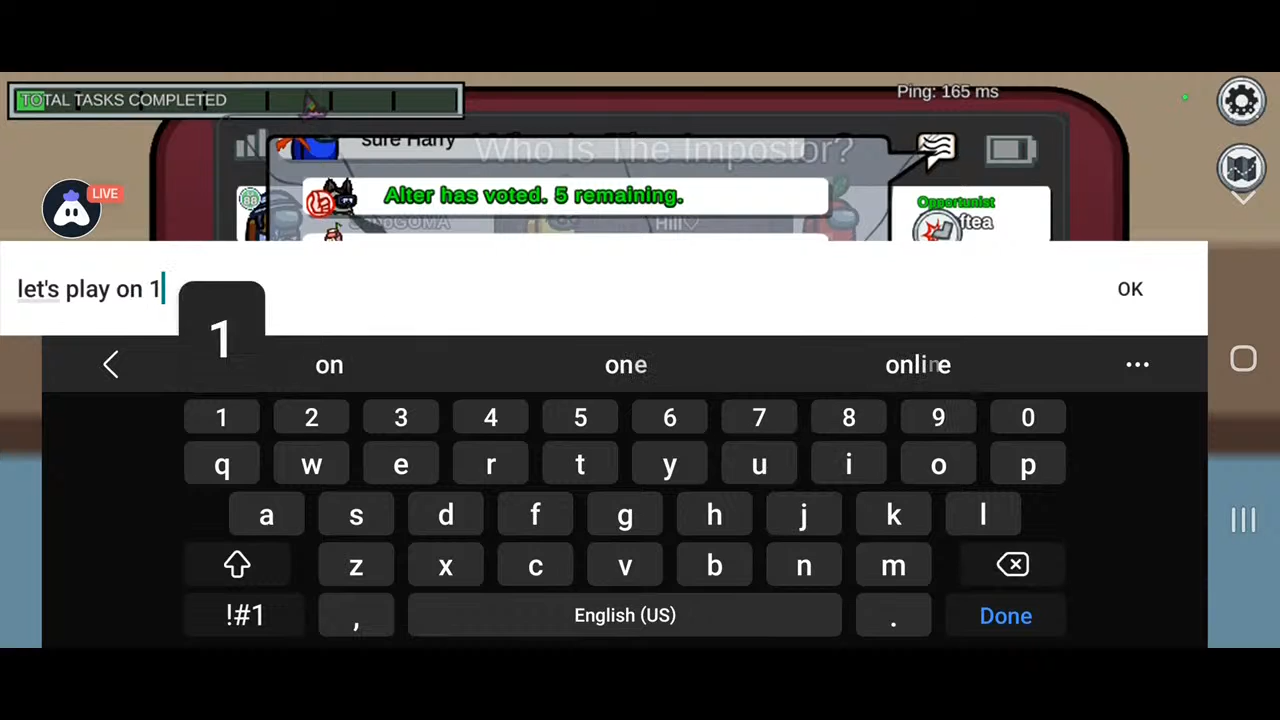 TOTAL TASKS COMPLETED
Ping: 165 ms
sure Harry
Who Is The Impostor?
LIVE
Alter has voted. 5 remaining.
Opportunist
ftea
GOMA
Hili♡
let's play on 1
OK
1
on
one
online
1 2 3 4 5 6 7 8 9 0
q w e r t y u i o p
a s d f g h j k l
z x c v b n m
!#1
,
English (US)
.
Done